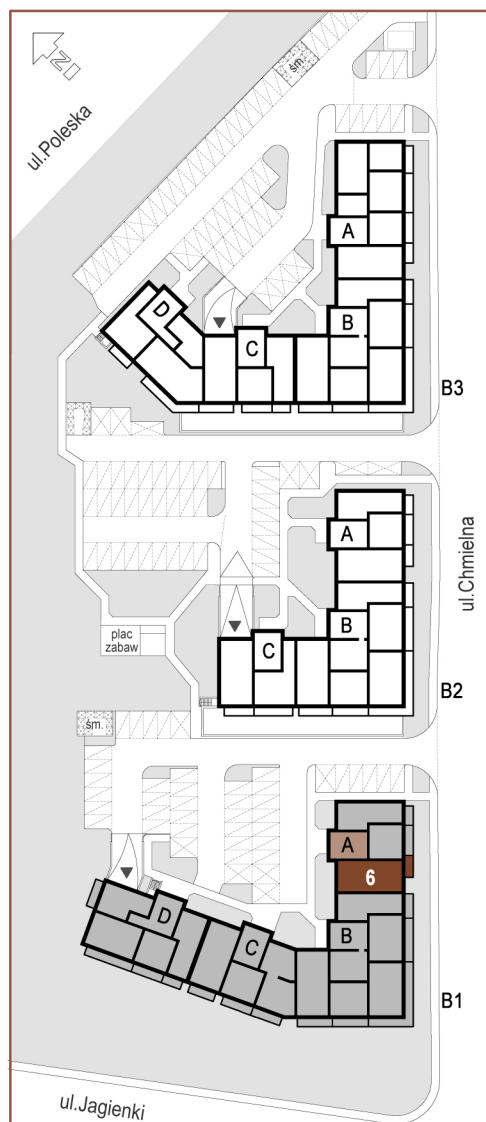 N
śm.
ul.Poleska
A
D
B
C
B3
A
ul.Chmielna
B
plac
zabaw
C
B2
śm.
A
6
D
B
C
B1
ul.Jagienki